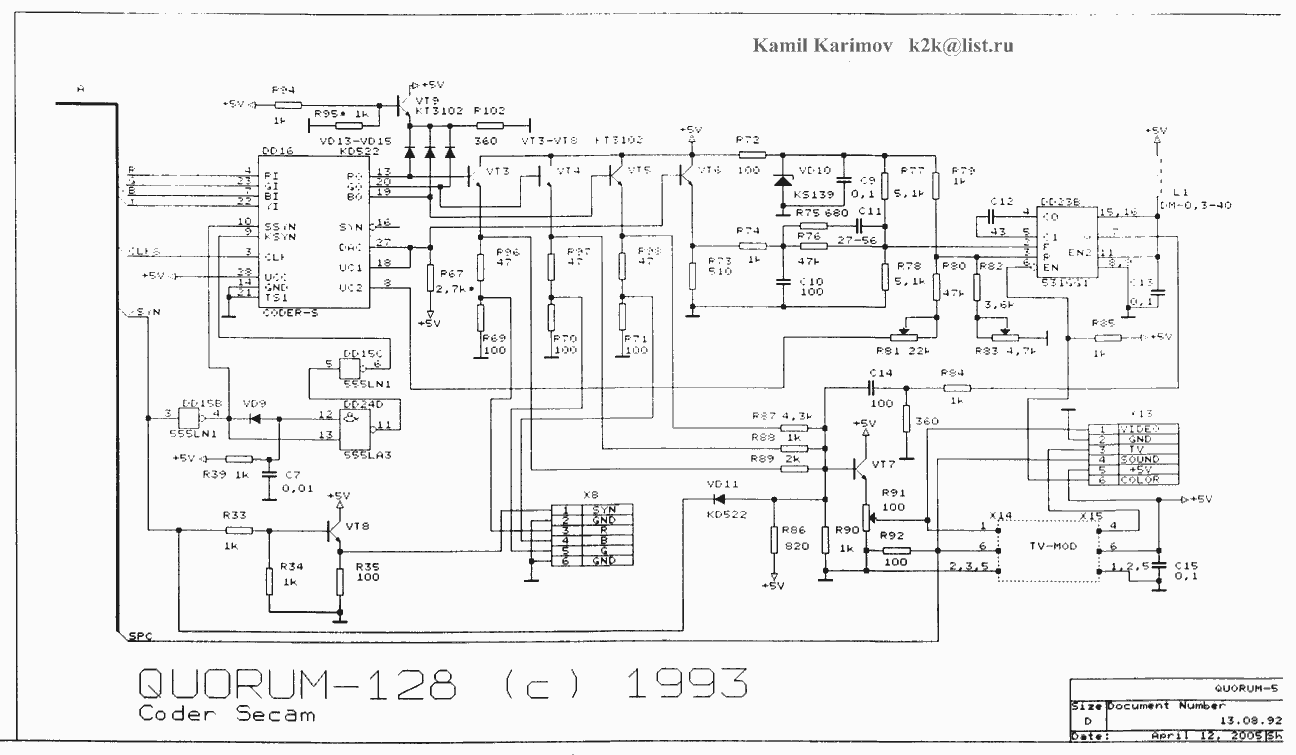 Kamil Karimov k2k@list.ru
A
R94
+5V
1k
R95* 1k
+5V
VT9
KT3102
R102
360
VD13-VD15
KD522
VT3-VT8 KT3102
DD16
4 RI RO 13
23 GI GO 20
7 BI BO 19
22 YI
10 SSYN SYN 16
9 KSYN
DAC 27
3 CLK
UC1 18
+5V
28 UCC
14 GND UC2 8
21 TS1
CODER-S
R67
2,7k*
+5V
VT3
VT4
VT5
VT6
+5V
R96
47
R97
47
R98
47
R69
100
R70
100
R71
100
R72
100
VD10
KS139
C9
0,1
R77
5,1k
R79
1k
R75 680
C11
27-56
R74
1k
R76
47k
R73
510
C10
100
R78
5,1k
R80
47k
R82
3,6k
R81 22k
R83 4,7k
R85
1k
+5V
+5V
L1
DM-0,3-40
C12
DD23B
4 C0 15,16
C1
7
EN2 11
EN
531GG1
C13
0,1
DD15C
5 6
555LN1
DD15B
3 4
555LN1
VD9
DD24D
12
13
11
555LA3
+5V
R39 1k
C7
0,01
R33
1k
+5V
VT8
R34
1k
R35
100
X8
1 SYN
2 GND
3 R
4 B
5 G
6 GND
C14
100
R84
1k
360
R87 4,3k
R88 1k
R89 2k
+5V
VT7
VD11
KD522
R86
820
+5V
R90
1k
R91
100
R92
100
X13
1 VIDEO
2 GND
3 TV
4 SOUND
5 +5V
6 COLOR
+5V
X14 X15
1 4
6 TV-MOD 6
2,3,5 1,2,5
C15
0,1
SPC
QUORUM-128 (c) 1993
Coder Secam
QUORUM-S
Size Document Number
D 13.08.92
Date: April 12, 2005 Sh